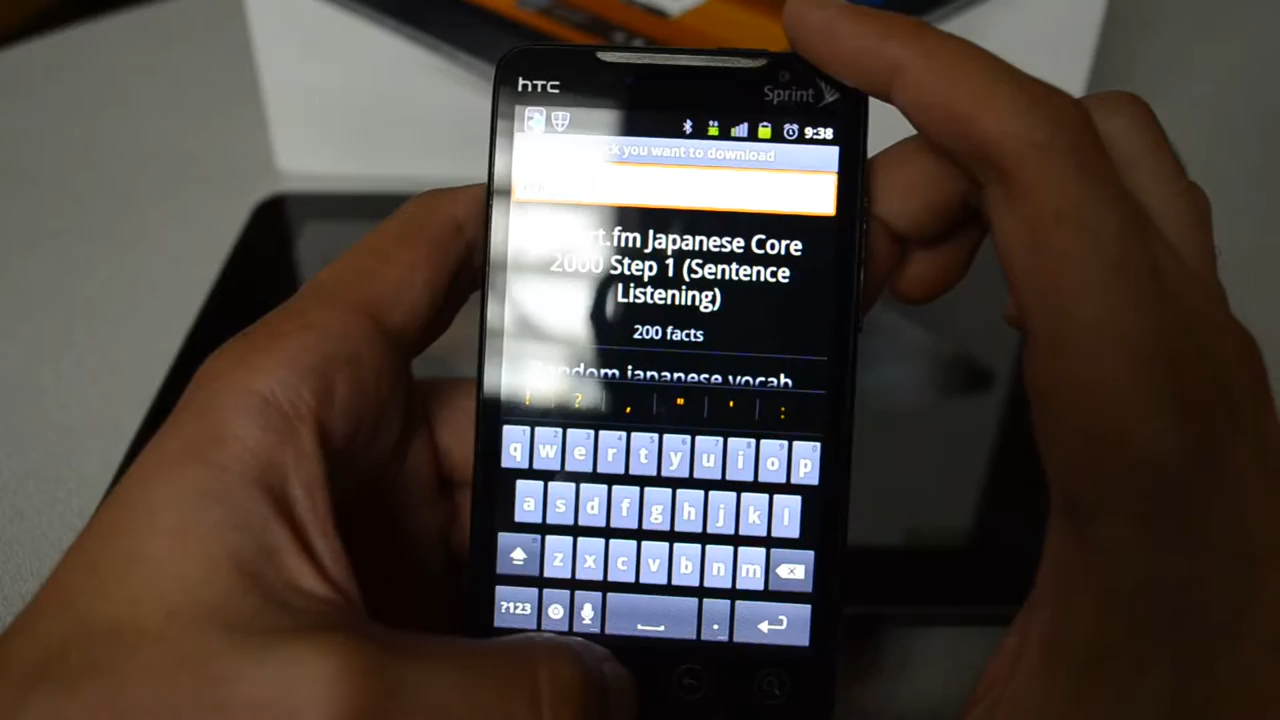 hTC
Sprint
9:38
ck you want to download
rt.fm Japanese Core
2000 Step 1 (Sentence
Listening)
200 facts
random japanese vocab
! ? , " ' :
q w e r t y u i o p
a s d f g h j k l
z x c v b n m
?123 .